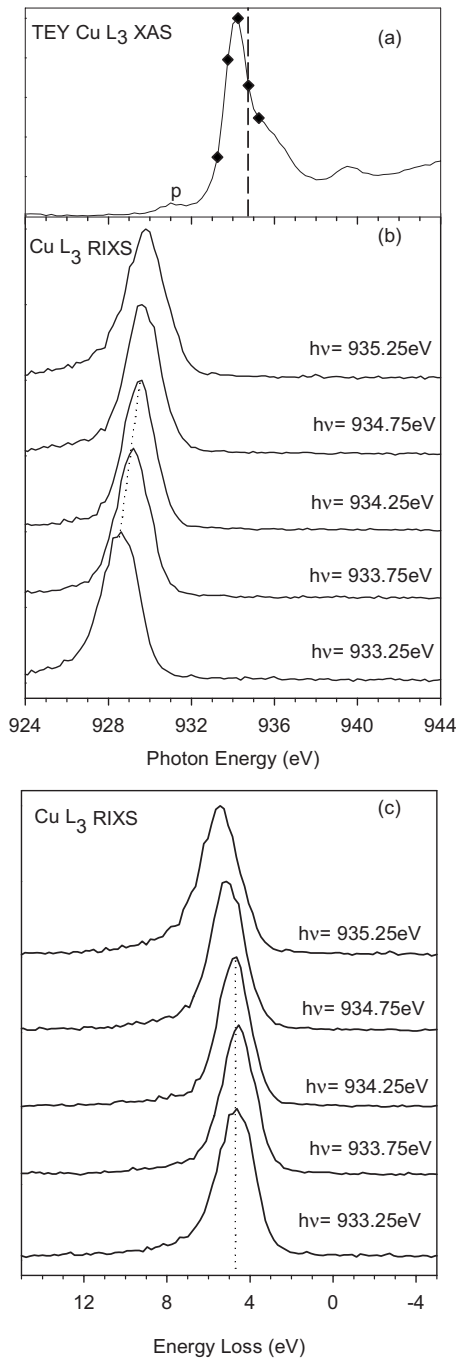 TEY Cu L3 XAS
(a)
p
Cu L3 RIXS
(b)
hν= 935.25eV
hν= 934.75eV
hν= 934.25eV
hν= 933.75eV
hν= 933.25eV
924 928 932 936 940 944
Photon Energy (eV)
Cu L3 RIXS
(c)
hν= 935.25eV
hν= 934.75eV
hν= 934.25eV
hν= 933.75eV
hν= 933.25eV
12 8 4 0 -4
Energy Loss (eV)